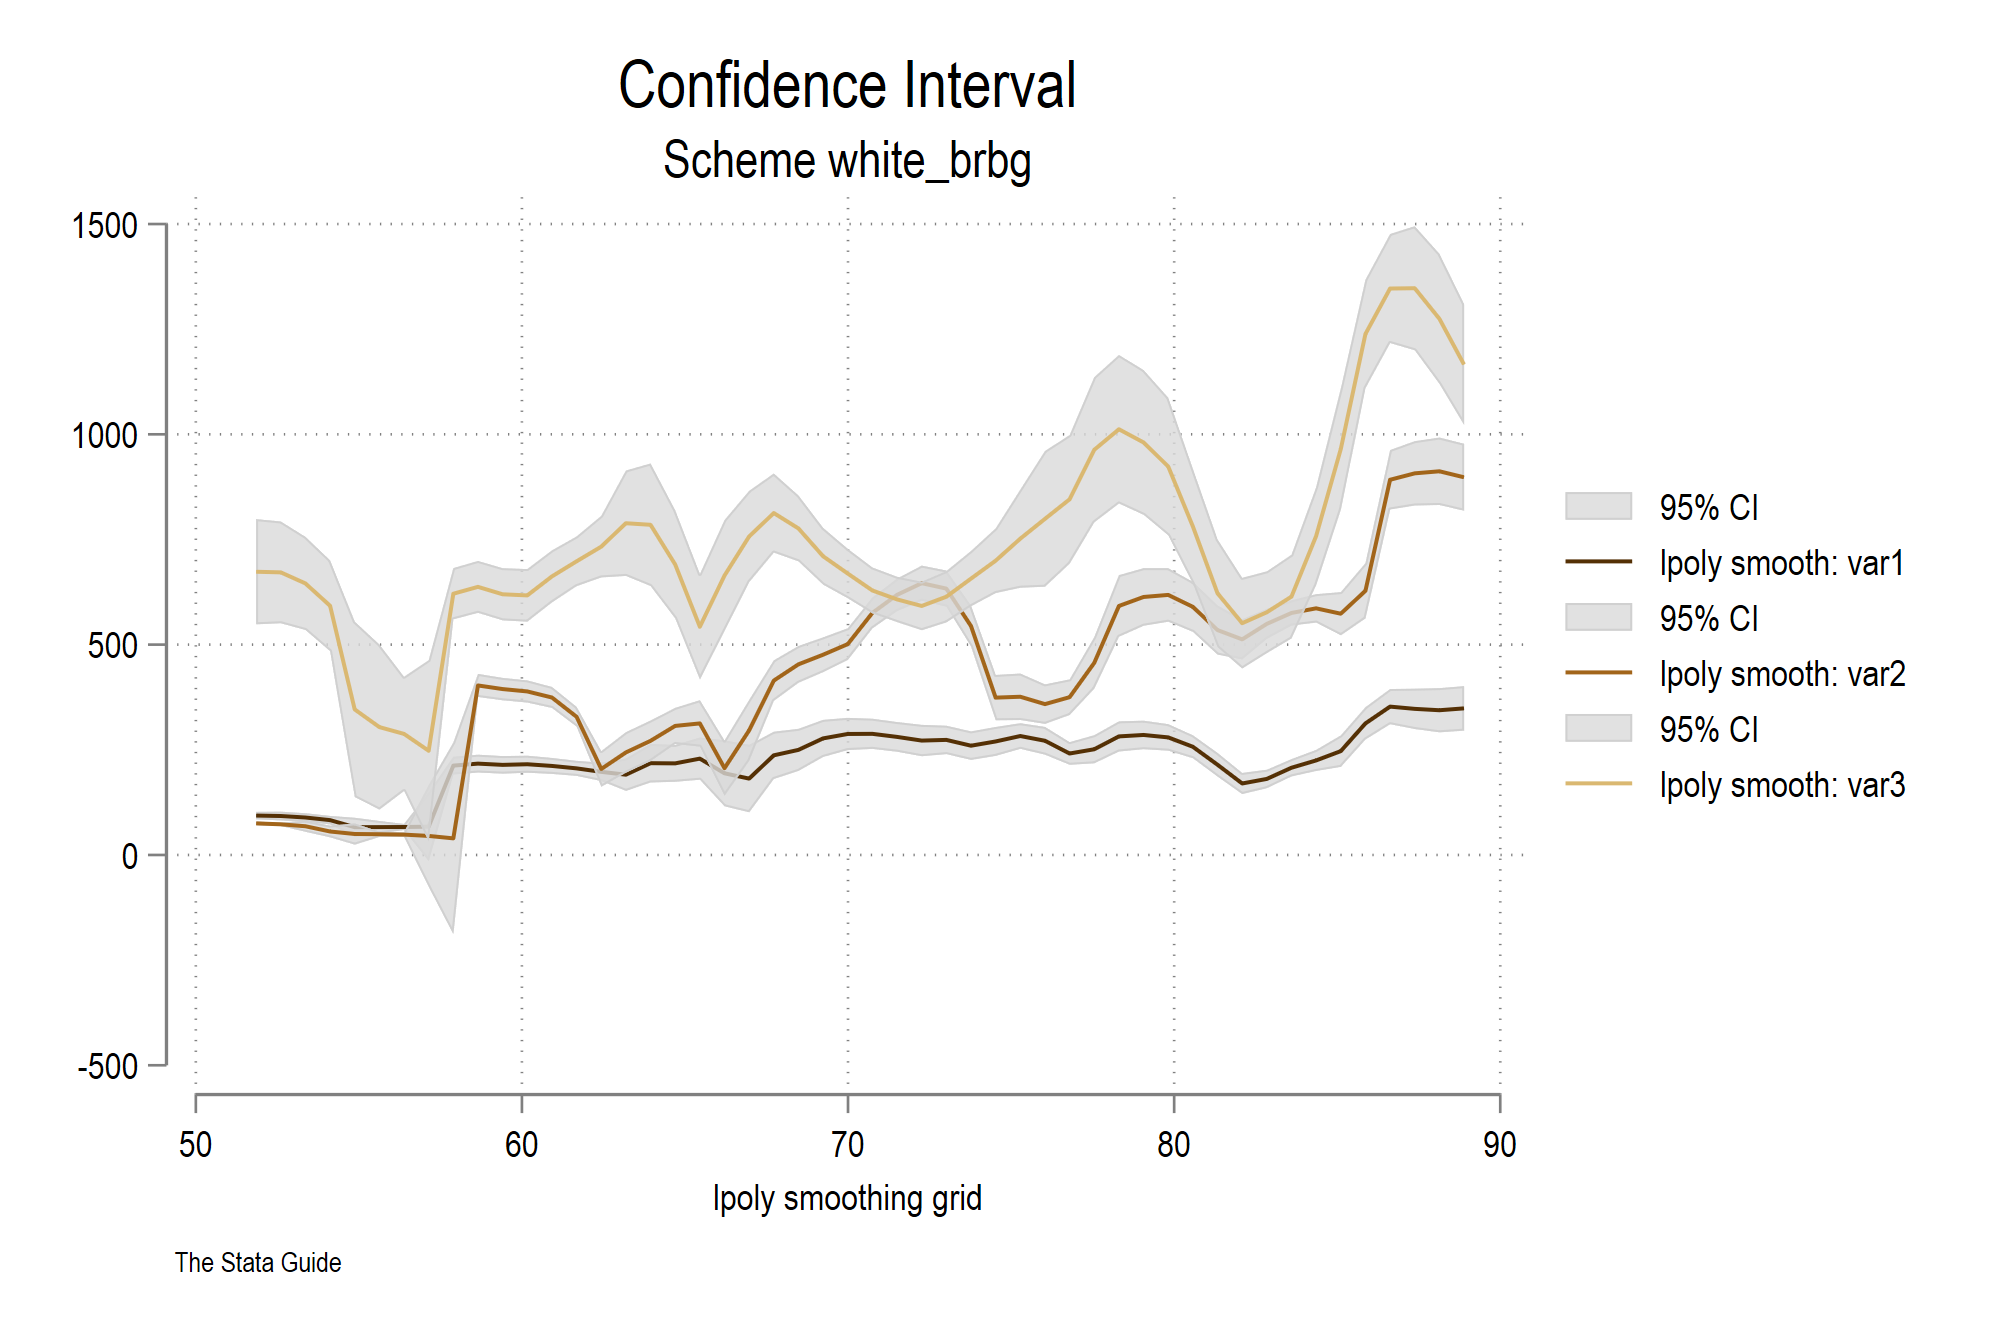 Confidence Interval
Scheme white_brbg
1500
1000
500
0
-500
50 60 70 80 90
lpoly smoothing grid
95% CI
lpoly smooth: var1
95% CI
lpoly smooth: var2
95% CI
lpoly smooth: var3
The Stata Guide